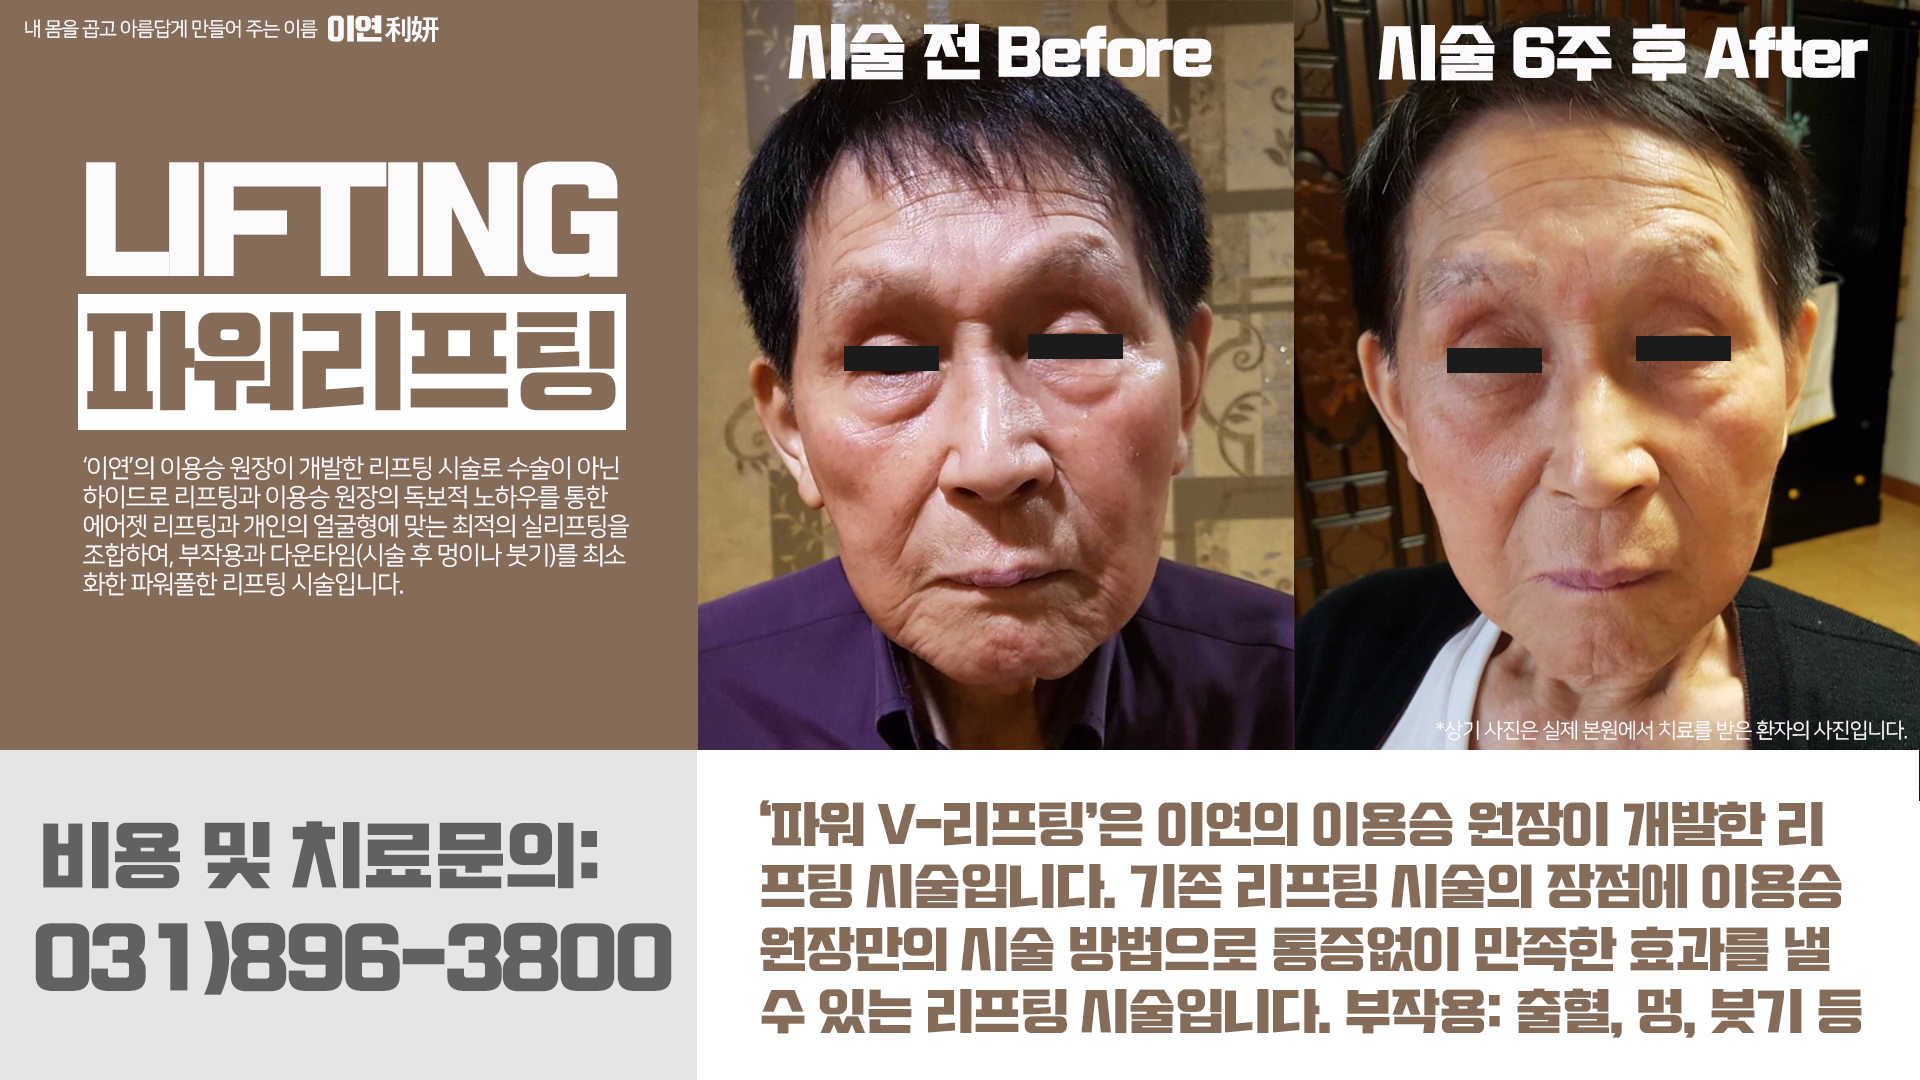 내 몸을 곱고 아름답게 만들어 주는 이름 이연 利姸
LIFTING
파워리프팅
‘이연’의 이용승 원장이 개발한 리프팅 시술로 수술이 아닌
하이드로 리프팅과 이용승 원장의 독보적 노하우를 통한
에어젯 리프팅과 개인의 얼굴형에 맞는 최적의 실리프팅을
조합하여, 부작용과 다운타임(시술 후 멍이나 붓기)를 최소
화한 파워풀한 리프팅 시술입니다.
시술 전 Before
시술 6주 후 After
*상기 사진은 실제 본원에서 치료를 받은 환자의 사진입니다.
비용 및 치료문의:
031)896-3800
‘파워 V-리프팅’은 이연의 이용승 원장이 개발한 리
프팅 시술입니다. 기존 리프팅 시술의 장점에 이용승
원장만의 시술 방법으로 통증없이 만족한 효과를 낼
수 있는 리프팅 시술입니다. 부작용: 출혈, 멍, 붓기 등